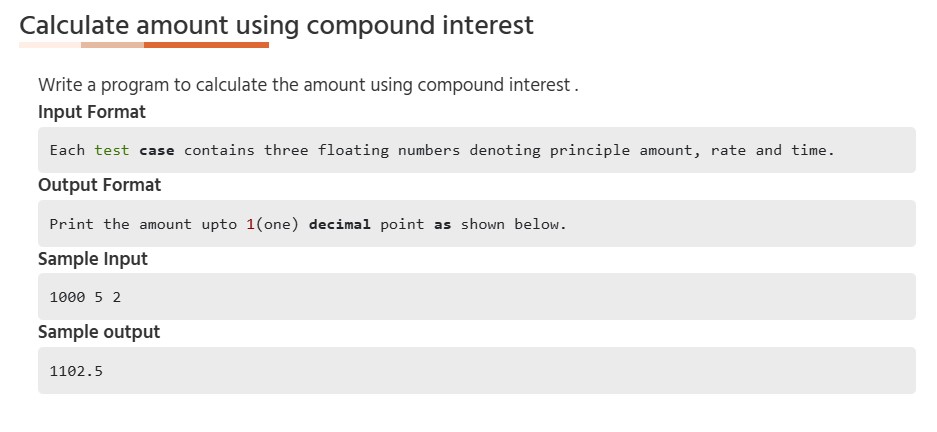 Calculate amount using compound interest
Write a program to calculate the amount using compound interest .
Input Format
Each test case contains three floating numbers denoting principle amount, rate and time.
Output Format
Print the amount upto 1(one) decimal point as shown below.
Sample Input
1000 5 2
Sample output
1102.5